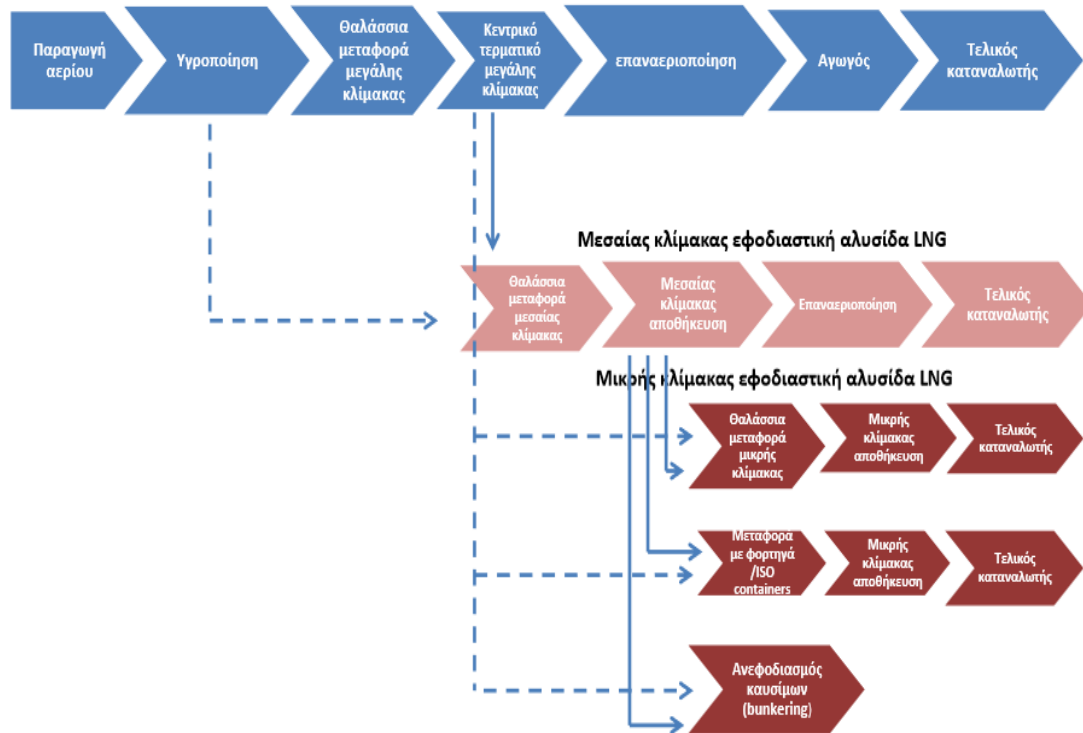 Παραγωγή
αερίου
Υγροποίηση
Θαλάσσια
μεταφορά
μεγάλης
κλίμακας
Κεντρικό
τερματικό
μεγάλης
κλίμακας
επαναεριοποίηση
Αγωγός
Τελικός
καταναλωτής
Μεσαίας κλίμακας εφοδιαστική αλυσίδα LNG
Θαλάσσια
μεταφορά
μεσαίας
κλίμακας
Μεσαίας
κλίμακας
αποθήκευση
Επαναεριοποίηση
Τελικός
καταναλωτής
Μικρής κλίμακας εφοδιαστική αλυσίδα LNG
Θαλάσσια
μεταφορά
μικρής
κλίμακας
Μικρής
κλίμακας
αποθήκευση
Τελικός
καταναλωτής
Μεταφορά
με φορτηγά
/ISO
containers
Μικρής
κλίμακας
αποθήκευση
Τελικός
καταναλωτής
Ανεφοδιασμός
καυσίμων
(bunkering)